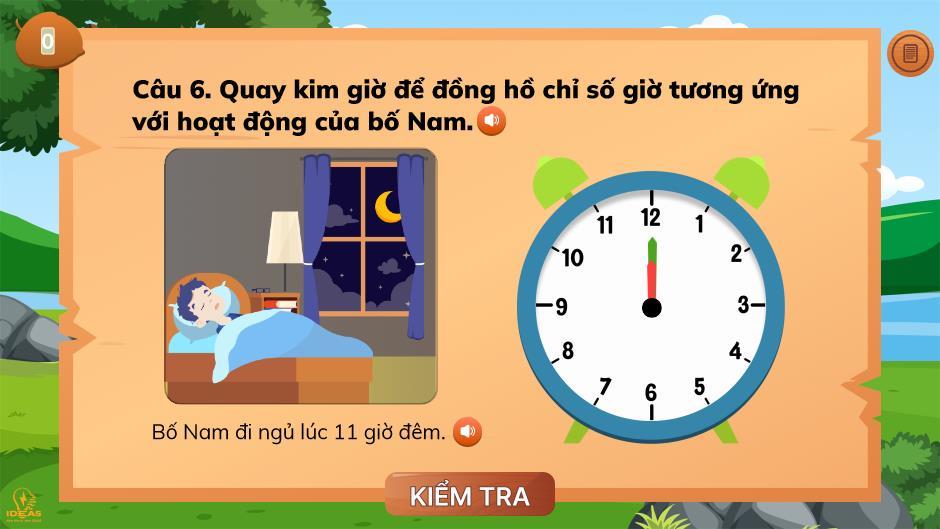 0
Câu 6. Quay kim giờ để đồng hồ chỉ số giờ tương ứng
với hoạt động của bố Nam.
12
11
1
10
2
9
3
8
4
7
5
6
Bố Nam đi ngủ lúc 11 giờ đêm.
KIỂM TRA
IDEAS